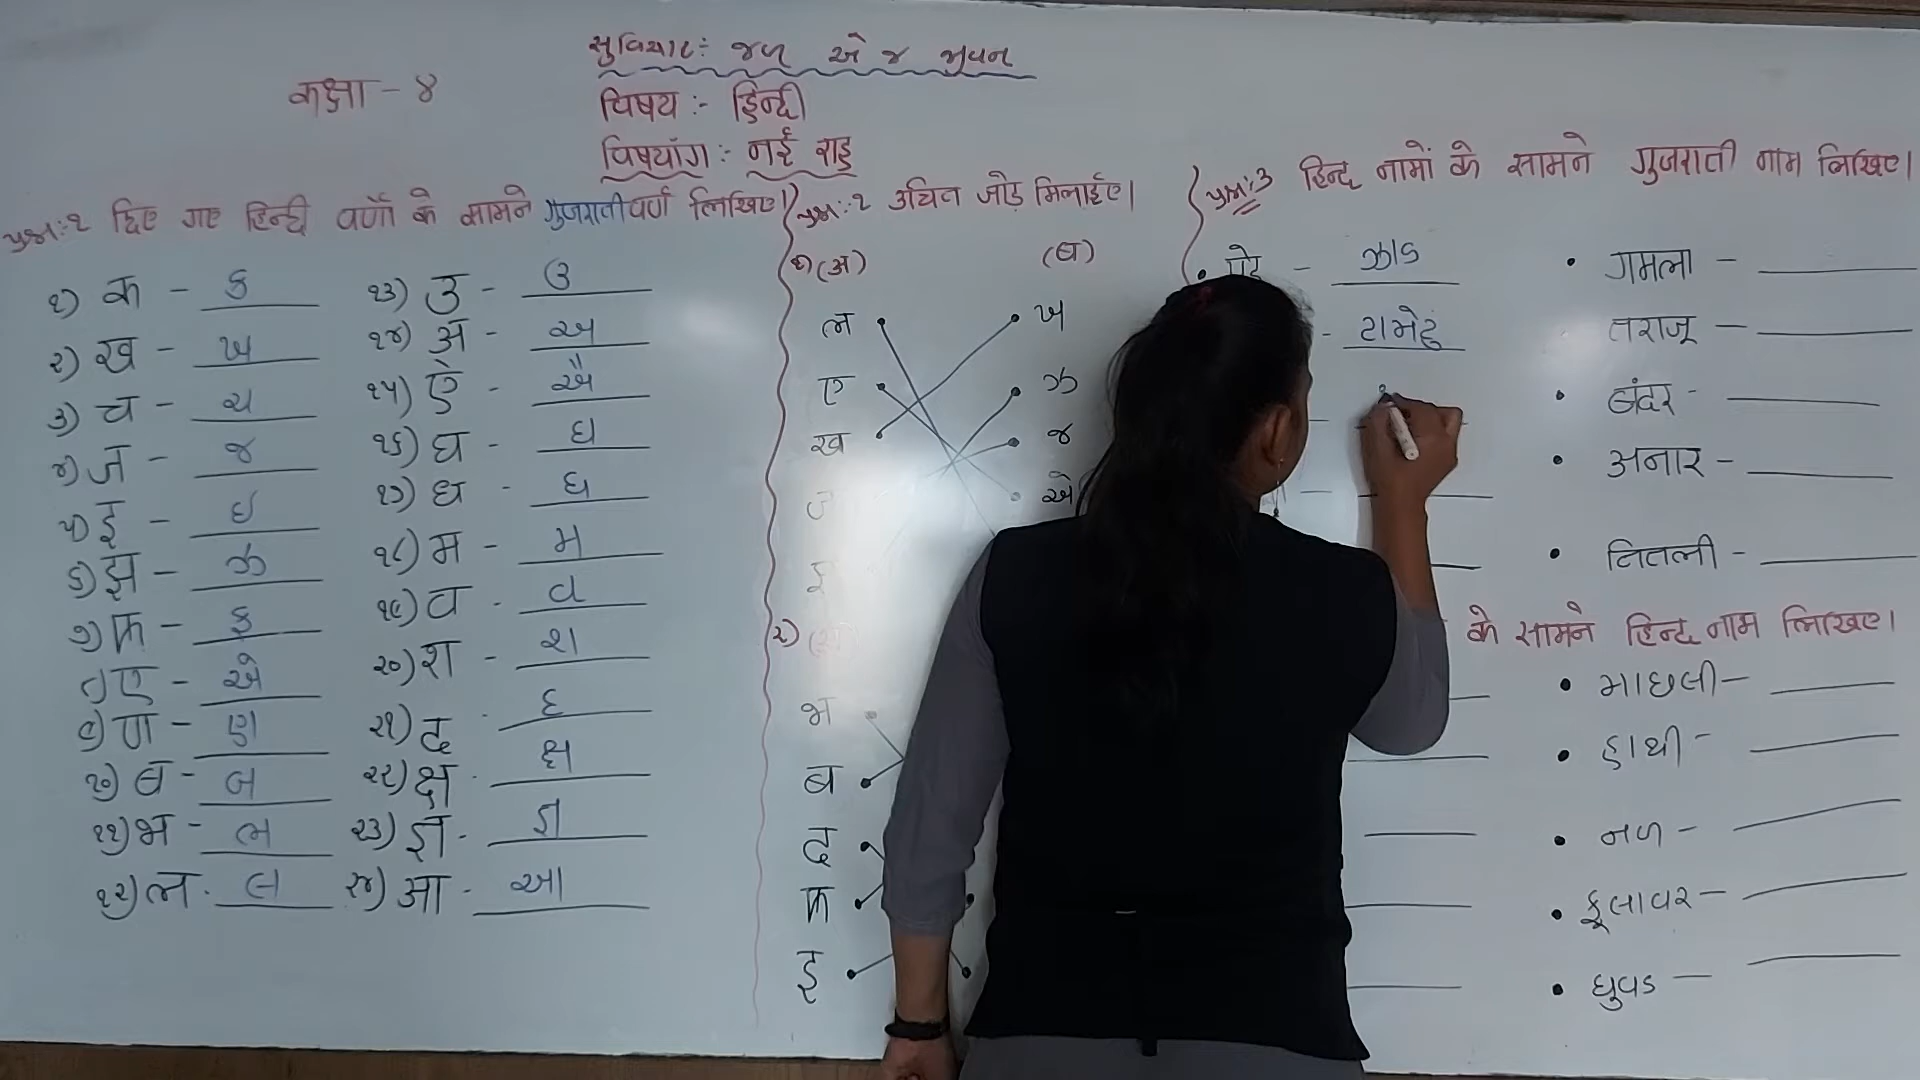 સુવિચાર:- જળ એ જ જીવન
कक्षा - ४
विषय :- हिन्दी
विषयांग :- नई राह
प्रश्न:-१ दिए गए हिन्दी वर्णों के सामने गुजराती वर्ण लिखिए।
१) क - ક
२) ख - ખ
३) च - ચ
४) ज - જ
५) इ - ઇ
६) झ - ઝ
७) फ - ફ
८) ए - એ
९) ण - ણ
१०) ब - બ
११) भ - ભ
१२) ल - લ
१३) उ - ઉ
१४) अ - અ
१५) ऐ - ઐ
१६) घ - ઘ
१७) ध - ધ
१८) म - મ
१९) व - વ
२०) श - શ
२१) द - દ
२२) क्ष - ક્ષ
२३) ज्ञ - જ્ઞ
२४) आ - આ
प्रश्न:-२ उचित जोड़ मिलाईए।
१) (अ) (ब)
ल ખ
ए ઝ
ख જ
ज એ
२)
भ
ब
द
फ
इ
प्रश्न:-३ हिन्दी नामों के सामने गुजराती नाम लिखिए।
• पेड़ - ઝાડ
- ટામેટું
• गमला -
तराजू -
• बंदर -
• अनार -
• तितली -
के सामने हिन्दी नाम लिखिए।
• માછલી -
• હાથી -
• નળ -
• ફૂલાવર -
• ઘુવડ -